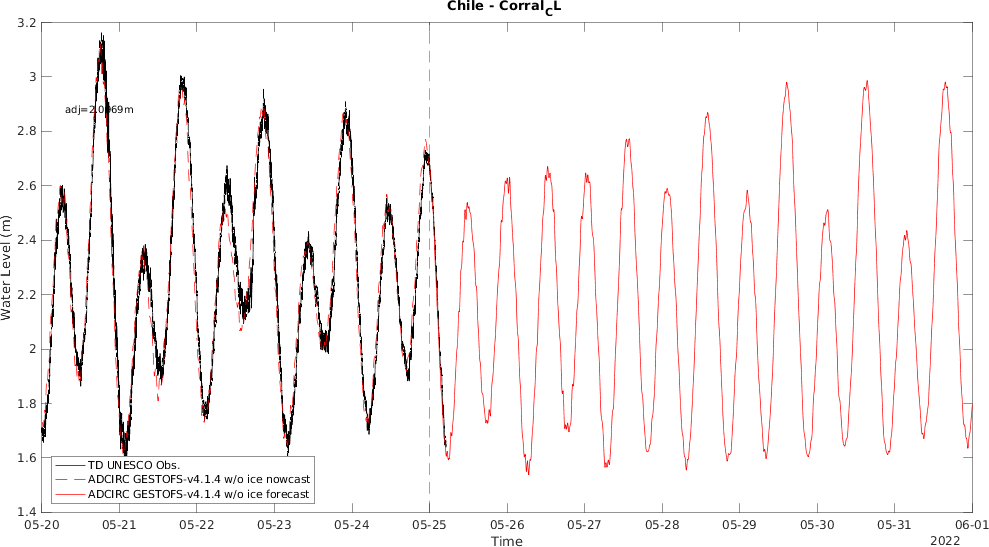 Chile - Corral_CL
3.2
3
2.8
2.6
2.4
2.2
2
1.8
1.6
1.4
Water Level (m)
adj=2.0969m
TD UNESCO Obs.
ADCIRC GESTOFS-v4.1.4 w/o ice nowcast
ADCIRC GESTOFS-v4.1.4 w/o ice forecast
05-20 05-21 05-22 05-23 05-24 05-25 05-26 05-27 05-28 05-29 05-30 05-31 06-01
Time
2022